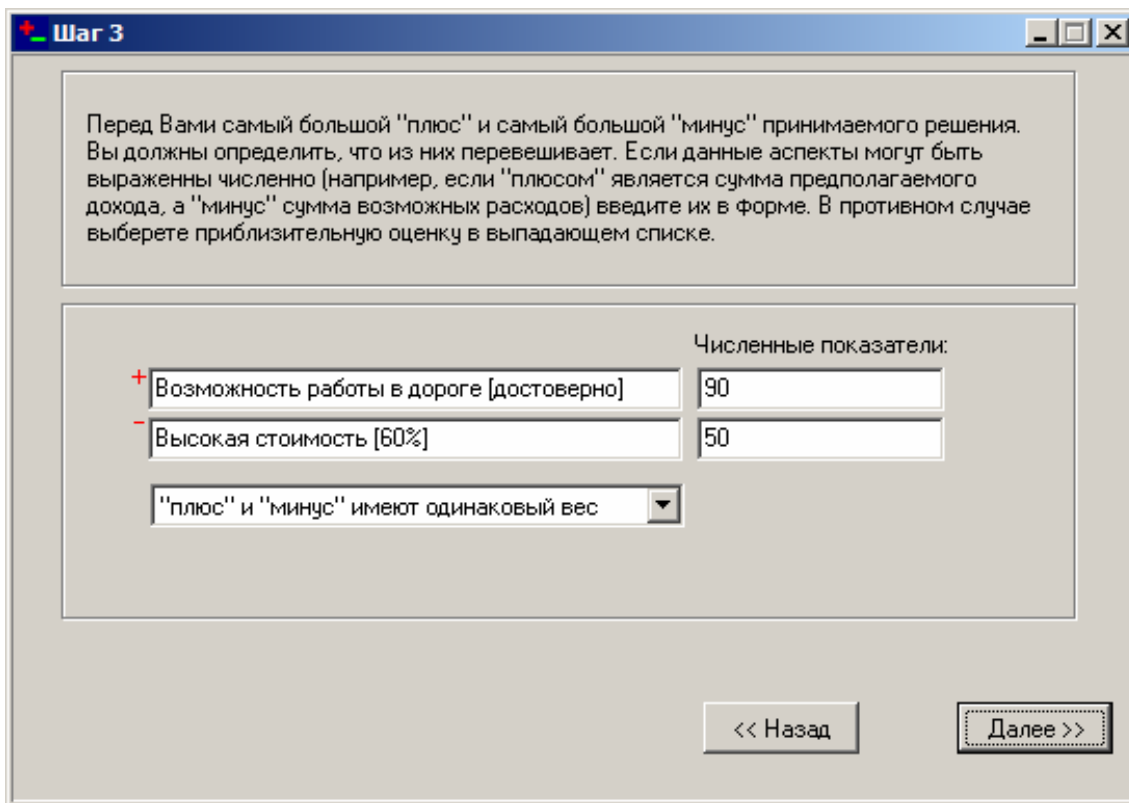 Шаг 3
Перед Вами самый большой "плюс" и самый большой "минус" принимаемого решения.
Вы должны определить, что из них перевешивает. Если данные аспекты могут быть
выраженны численно (например, если "плюсом" является сумма предполагаемого
дохода, а "минус" сумма возможных расходов) введите их в форме. В противном случае
выберете приблизительную оценку в выпадающем списке.
Численные показатели:
+ Возможность работы в дороге [достоверно] 90
- Высокая стоимость [60%] 50
"плюс" и "минус" имеют одинаковый вес
<< Назад Далее >>